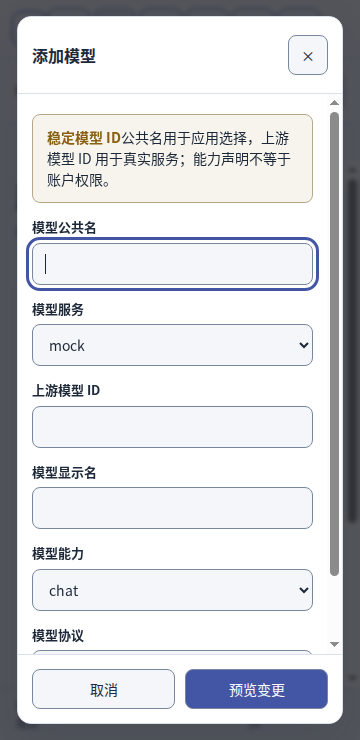 添加模型
×
稳定模型 ID公共名用于应用选择，上游
模型 ID 用于真实服务；能力声明不等于
账户权限。
模型公共名
模型服务
mock
上游模型 ID
模型显示名
模型能力
chat
模型协议
取消
预览变更